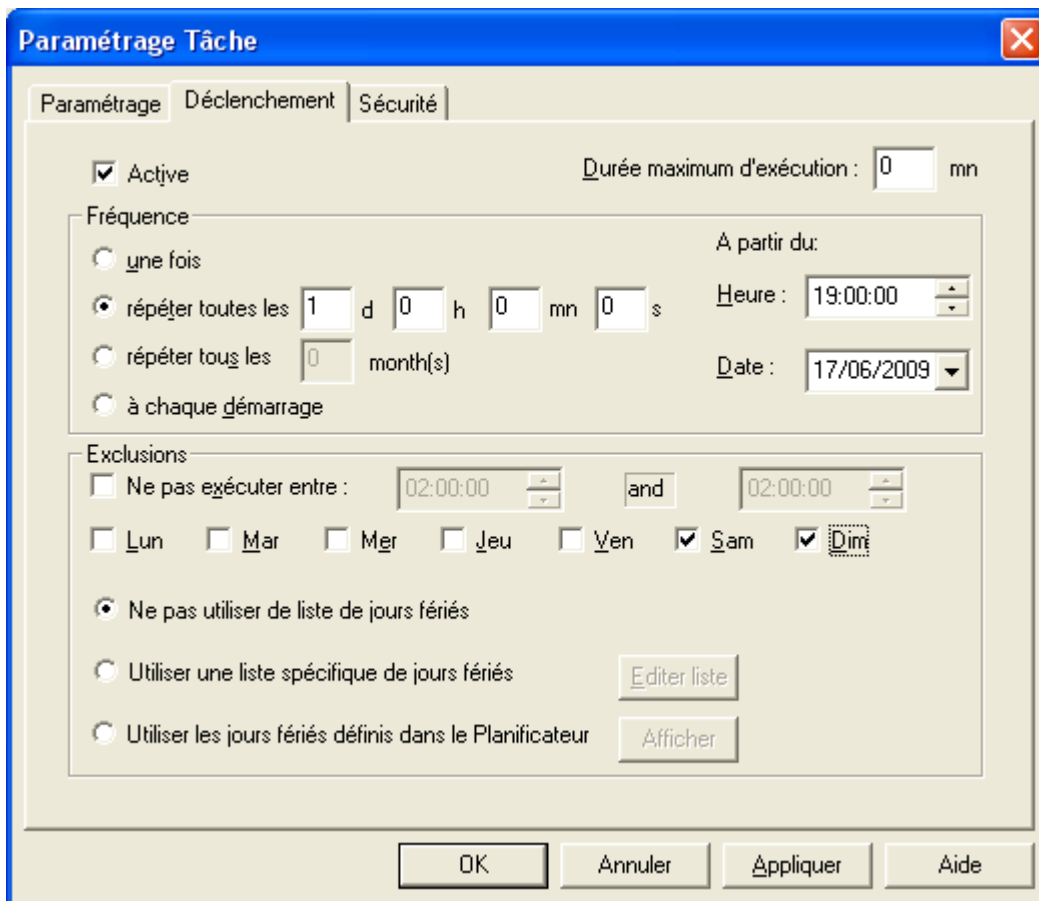 Paramétrage Tâche
Paramétrage Déclenchement Sécurité
Active Durée maximum d'exécution : 0 mn
Fréquence
A partir du:
une fois
répéter toutes les 1 d 0 h 0 mn 0 s Heure : 19:00:00
répéter tous les 0 month(s) Date : 17/06/2009
à chaque démarrage
Exclusions
Ne pas exécuter entre : 02:00:00 and 02:00:00
Lun Mar Mer Jeu Ven Sam Dim
Ne pas utiliser de liste de jours fériés
Utiliser une liste spécifique de jours fériés Editer liste
Utiliser les jours fériés définis dans le Planificateur Afficher
OK Annuler Appliquer Aide